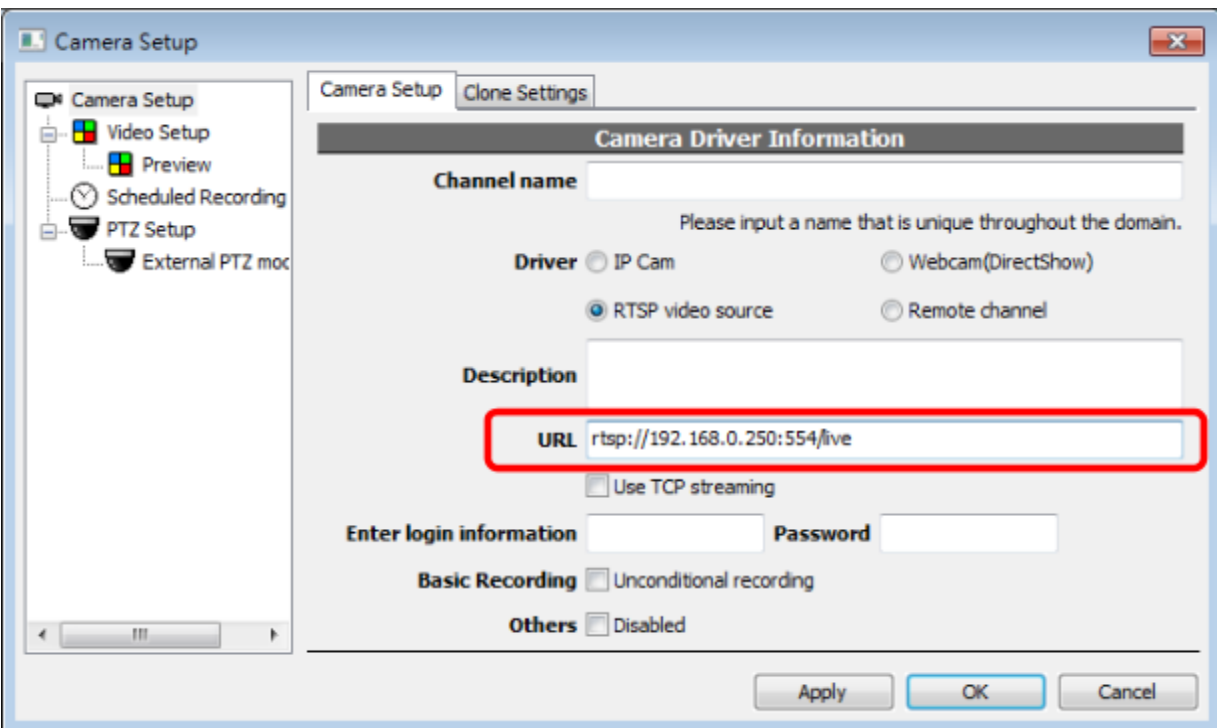 Camera Setup
Camera Setup
Video Setup
Preview
Scheduled Recording
PTZ Setup
External PTZ moc
Camera Setup Clone Settings
Camera Driver Information
Channel name
Please input a name that is unique throughout the domain.
Driver IP Cam Webcam(DirectShow)
RTSP video source Remote channel
Description
URL rtsp://192.168.0.250:554/live
Use TCP streaming
Enter login information Password
Basic Recording Unconditional recording
Others Disabled
Apply OK Cancel